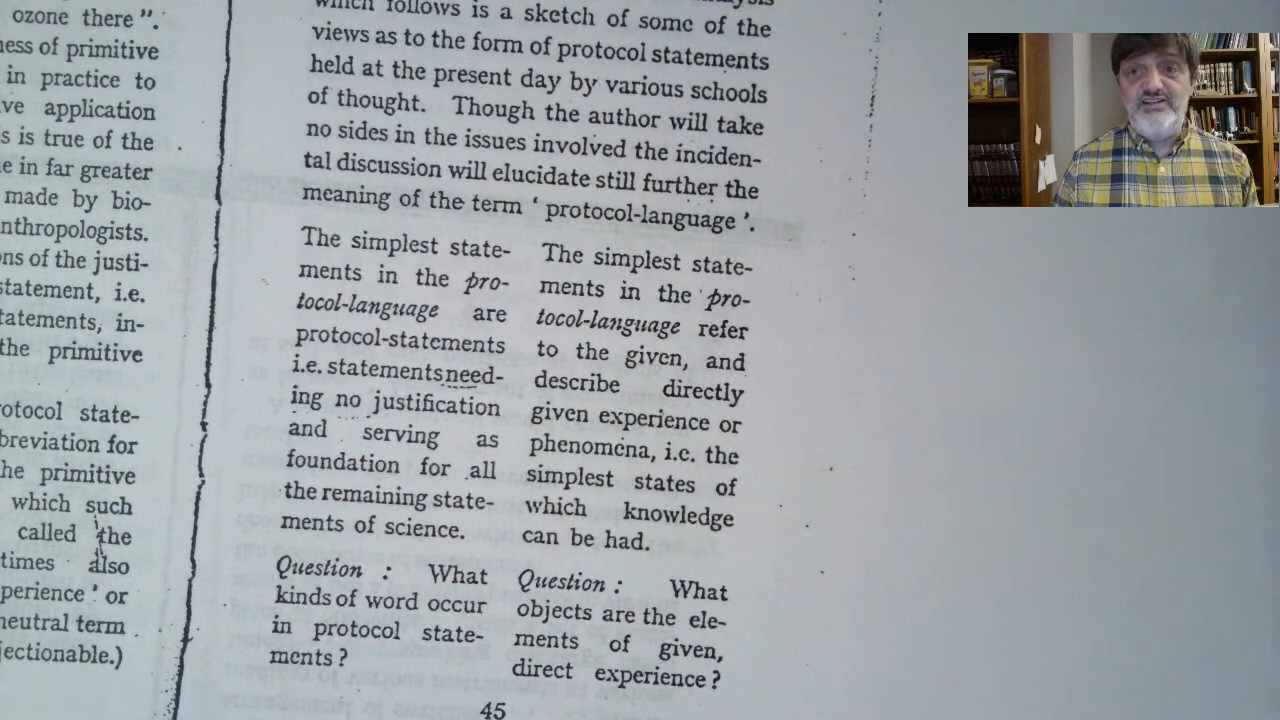 ozone there ”.
ness of primitive
in practice to
ve application
s is true of the
e in far greater
made by bio-
nthropologists.
ons of the justi-
statement, i.e.
tatements, in-
the primitive
otocol state-
breviation for
he primitive
which such
called the
times also
perience ’ or
neutral term
jectionable.)
which follows is a sketch of some of the
views as to the form of protocol statements
held at the present day by various schools
of thought. Though the author will take
no sides in the issues involved the inciden-
tal discussion will elucidate still further the
meaning of the term ‘ protocol-language ’.
The simplest state-
ments in the pro-
tocol-language are
protocol-statements
i.e. statements need-
ing no justification
and serving as
foundation for all
the remaining state-
ments of science.
Question : What
kinds of word occur
in protocol state-
ments ?
The simplest state-
ments in the pro-
tocol-language refer
to the given, and
describe directly
given experience or
phenomena, i.e. the
simplest states of
which knowledge
can be had.
Question : What
objects are the ele-
ments of given,
direct experience ?
45